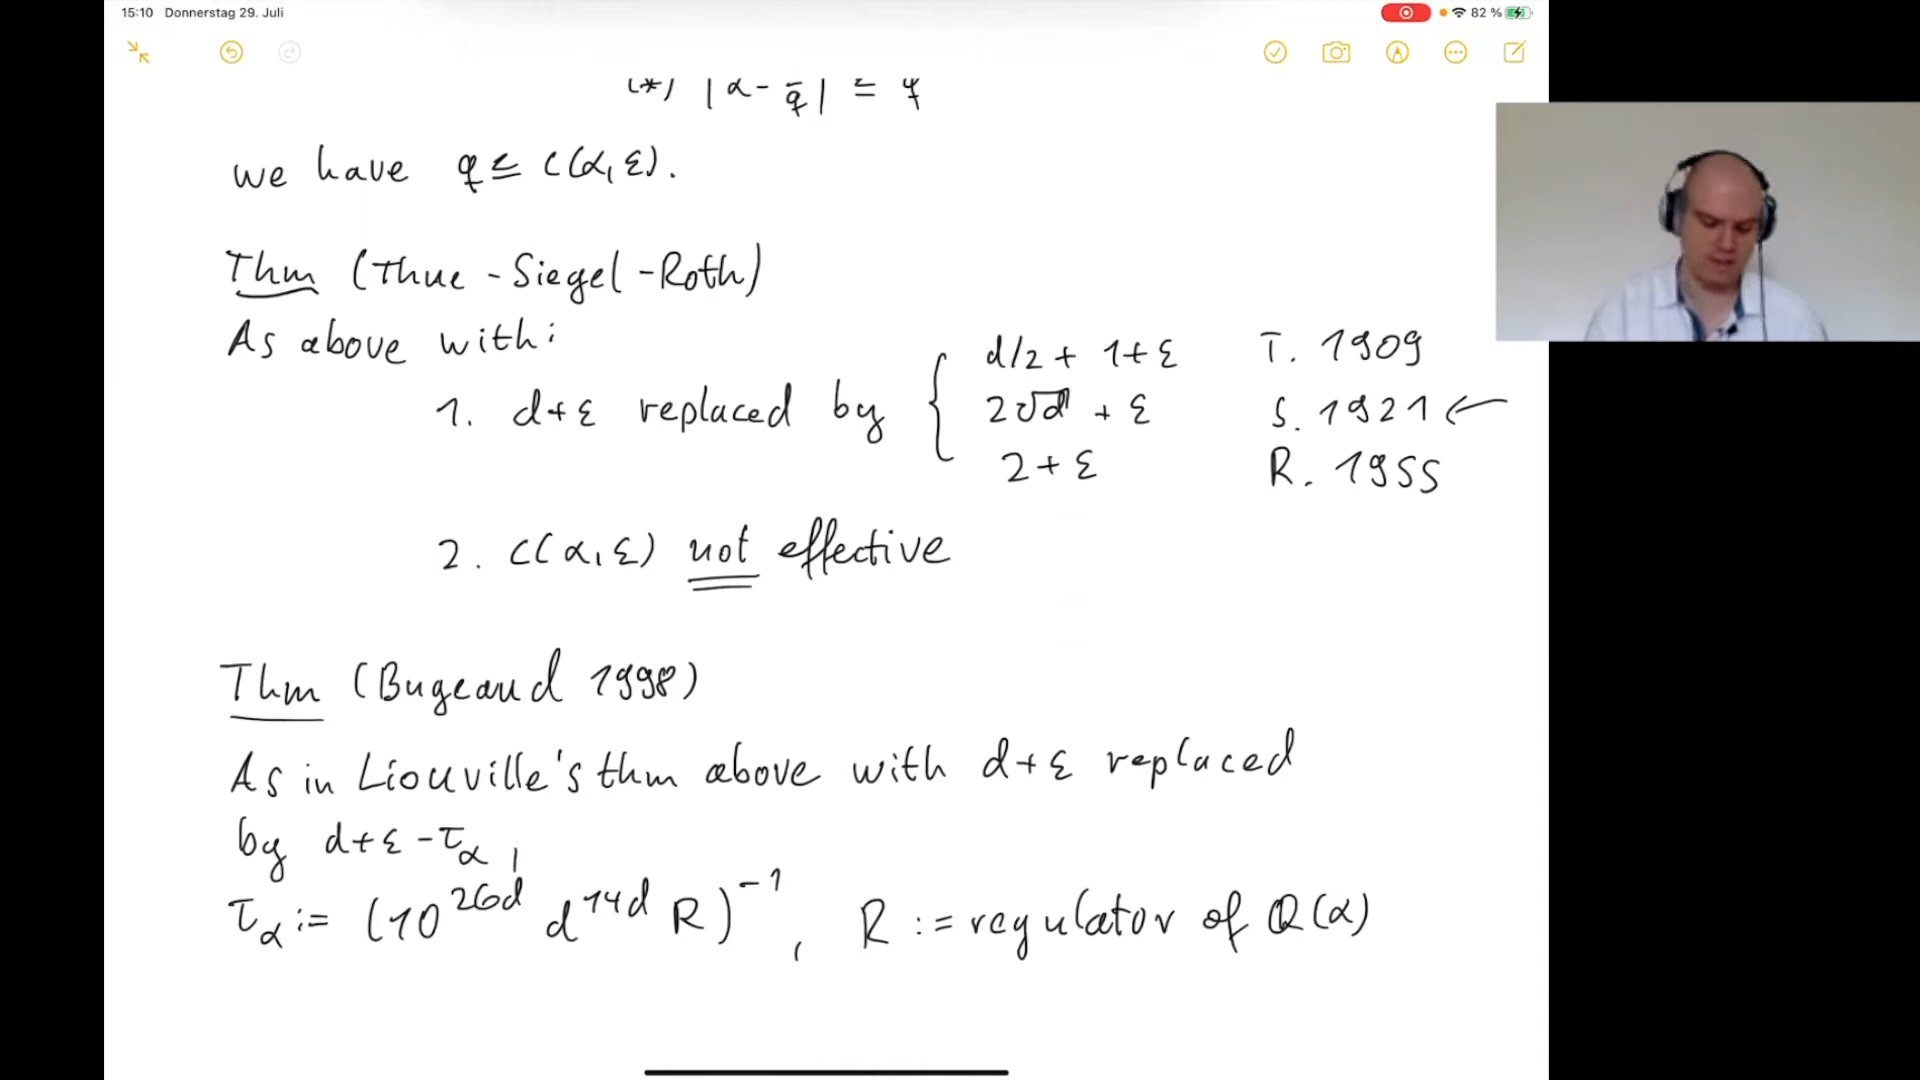 15:10 Donnerstag 29. Juli
82 %
(*) | α - q̄ | ≤ q
we have q ≤ c(α, ε).
Thm (Thue-Siegel-Roth)
As above with:
d/2 + 1+ε T. 1909
1. d+ε replaced by { 2√d + ε S. 1921 ←
2+ε R. 1955
2. c(α, ε) not effective
Thm (Bugeaud 1998)
As in Liouville's thm above with d+ε replaced
by d+ε-τ_α,
τ_α := (10^{26d} d^{14d} R)^{-1}, R := regulator of Q(α)